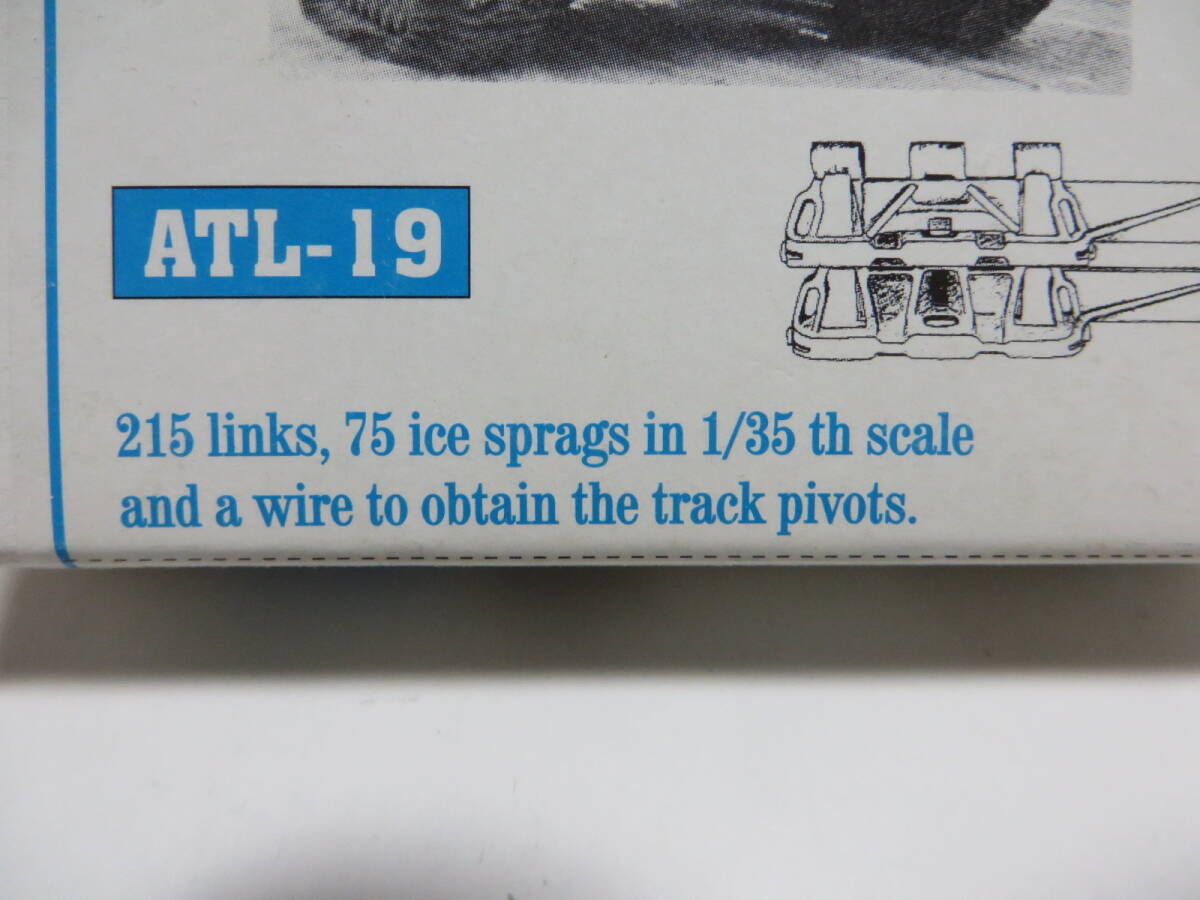 ATL-19
215 links, 75 ice sprags in 1/35 th scale
and a wire to obtain the track pivots.